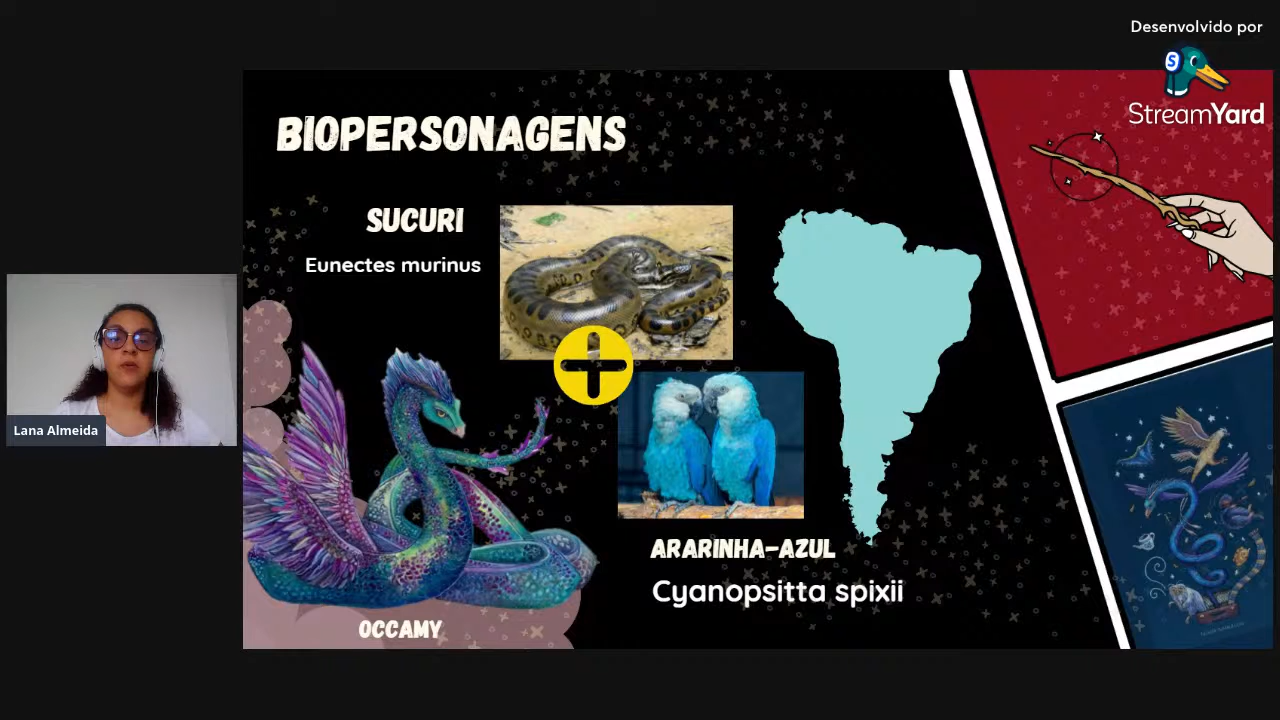 Desenvolvido por
StreamYard
BIOPERSONAGENS
SUCURI
Eunectes murinus
Lana Almeida
ARARINHA-AZUL
Cyanopsitta spixii
OCCAMY